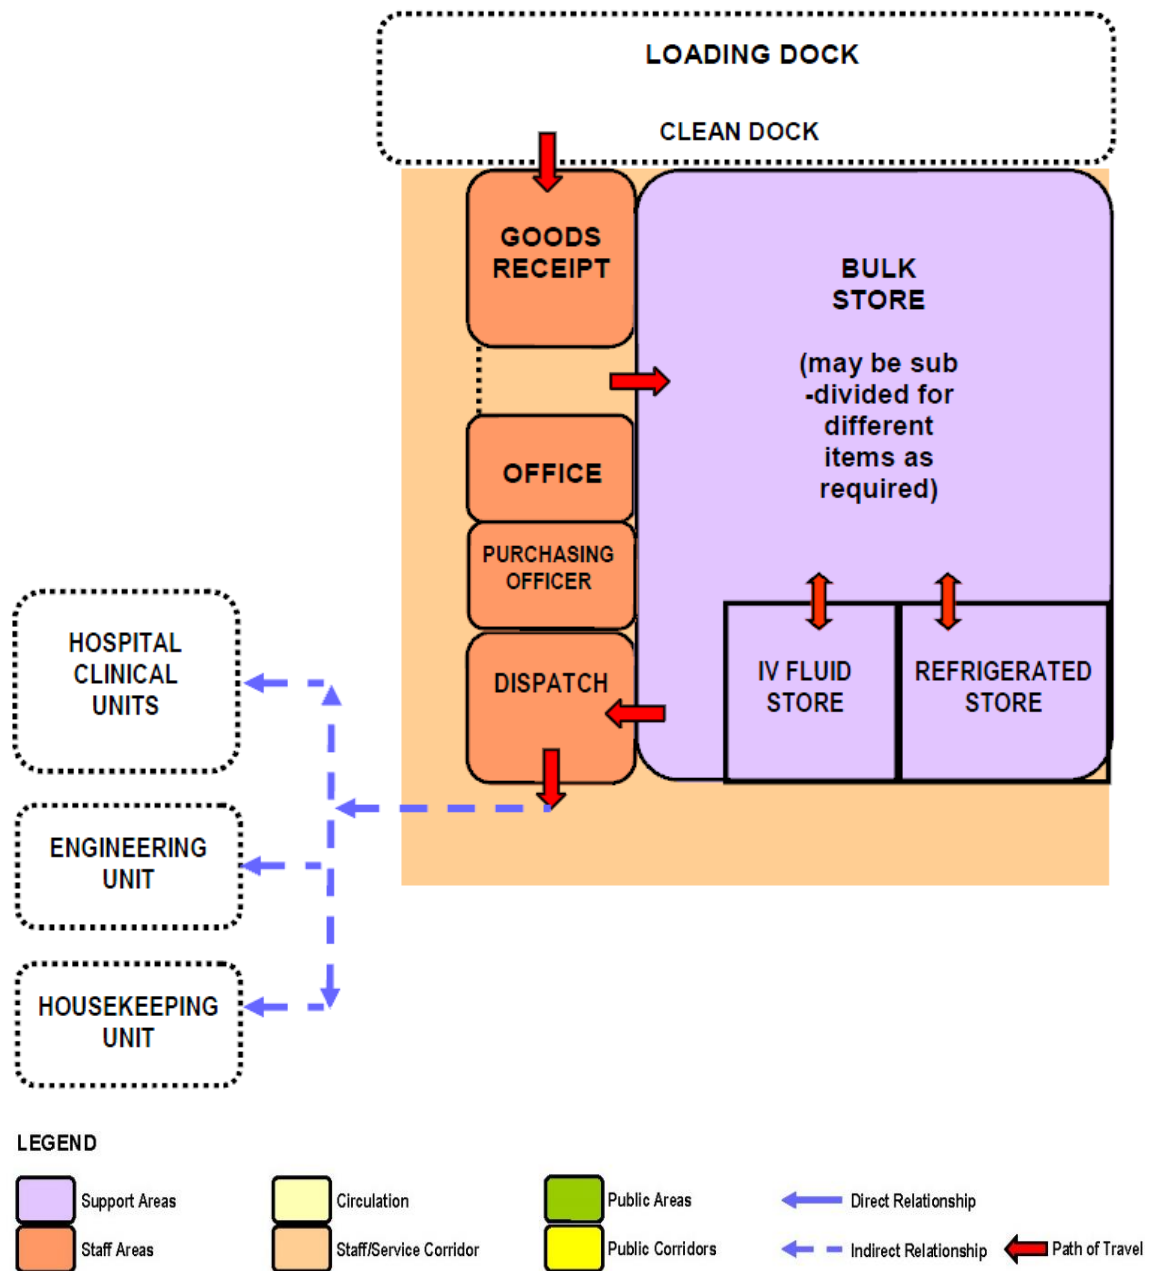 LOADING DOCK
CLEAN DOCK
GOODS
RECEIPT
BULK
STORE
(may be sub
-divided for
different
items as
required)
OFFICE
PURCHASING
OFFICER
DISPATCH
IV FLUID
STORE
REFRIGERATED
STORE
HOSPITAL
CLINICAL
UNITS
ENGINEERING
UNIT
HOUSEKEEPING
UNIT
LEGEND
Support Areas
Circulation
Public Areas
Direct Relationship
Staff Areas
Staff/Service Corridor
Public Corridors
Indirect Relationship
Path of Travel